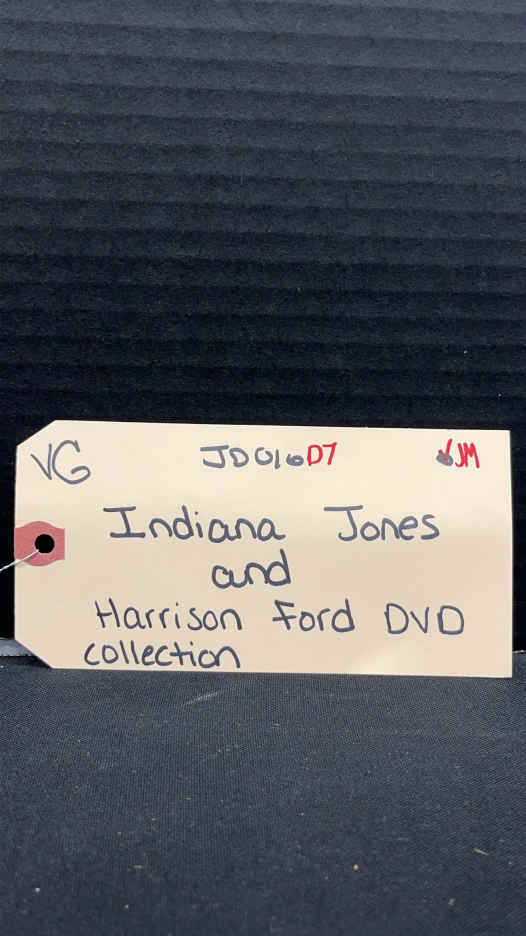 VG JD016D7 ✓JM
Indiana Jones
and
Harrison Ford DVD
collection